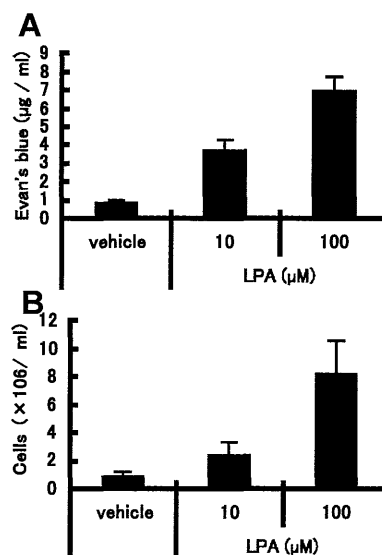 A
Evan's blue (μg / ml)
9
8
7
6
5
4
3
2
1
0
vehicle 10 100
LPA (μM)
B
Cells (×106/ ml)
12
10
8
6
4
2
0
vehicle 10 100
LPA (μM)